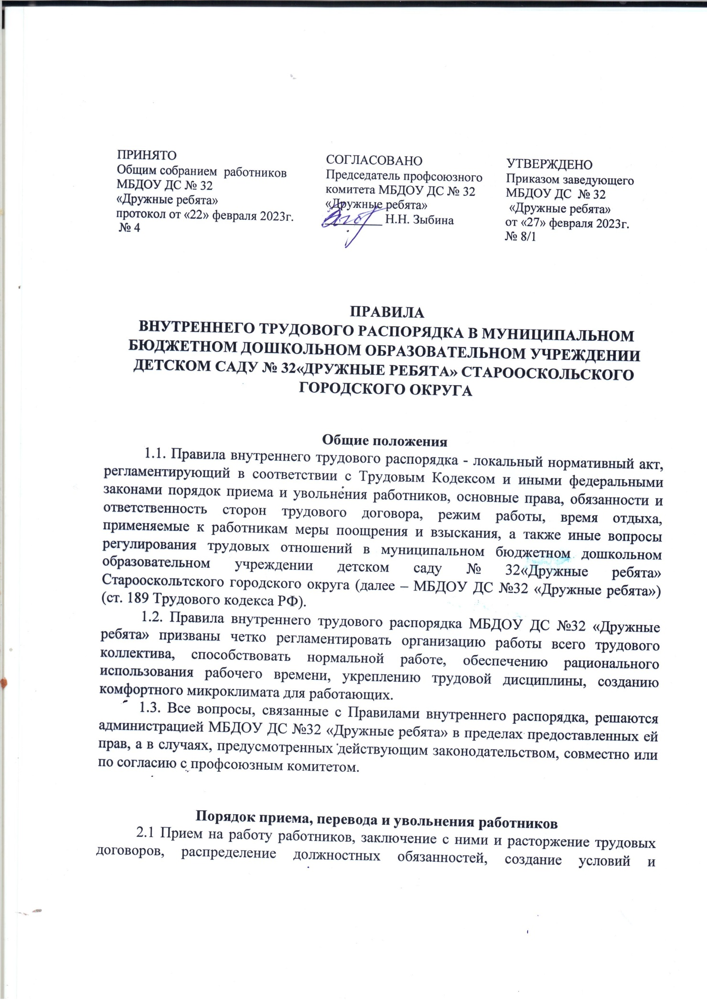 ПРИНЯТО
Общим собранием  работников
МБДОУ ДС № 32
«Дружные ребята»
протокол от «22» февраля 2023г.
№ 4
СОГЛАСОВАНО
Председатель профсоюзного
комитета МБДОУ ДС № 32
«Дружные ребята»
_________ Н.Н. Зыбина
УТВЕРЖДЕНО
Приказом заведующего
МБДОУ ДС  № 32
«Дружные ребята»
от «27» февраля 2023г.
№ 8/1
ПРАВИЛА
ВНУТРЕННЕГО ТРУДОВОГО РАСПОРЯДКА В МУНИЦИПАЛЬНОМ
БЮДЖЕТНОМ ДОШКОЛЬНОМ ОБРАЗОВАТЕЛЬНОМ УЧРЕЖДЕНИИ
ДЕТСКОМ САДУ № 32«ДРУЖНЫЕ РЕБЯТА» СТАРООСКОЛЬСКОГО
ГОРОДСКОГО ОКРУГА
Общие положения
1.1. Правила внутреннего трудового распорядка - локальный нормативный акт,
регламентирующий в соответствии с Трудовым Кодексом и иными федеральными
законами порядок приема и увольнения работников, основные права, обязанности и
ответственность сторон трудового договора, режим работы, время отдыха,
применяемые к работникам меры поощрения и взыскания, а также иные вопросы
регулирования трудовых отношений в муниципальном бюджетном дошкольном
образовательном учреждении детском саду № 32«Дружные ребята»
Старооскольтского городского округа (далее – МБДОУ ДС №32 «Дружные ребята»)
(ст. 189 Трудового кодекса РФ).
1.2. Правила внутреннего трудового распорядка МБДОУ ДС №32 «Дружные
ребята» призваны четко регламентировать организацию работы всего трудового
коллектива, способствовать нормальной работе, обеспечению рационального
использования рабочего времени, укреплению трудовой дисциплины, созданию
комфортного микроклимата для работающих.
1.3. Все вопросы, связанные с Правилами внутреннего распорядка, решаются
администрацией МБДОУ ДС №32 «Дружные ребята» в пределах предоставленных ей
прав, а в случаях, предусмотренных действующим законодательством, совместно или
по согласию с профсоюзным комитетом.
Порядок приема, перевода и увольнения работников
2.1 Прием на работу работников, заключение с ними и расторжение трудовых
договоров, распределение должностных обязанностей, создание условий и